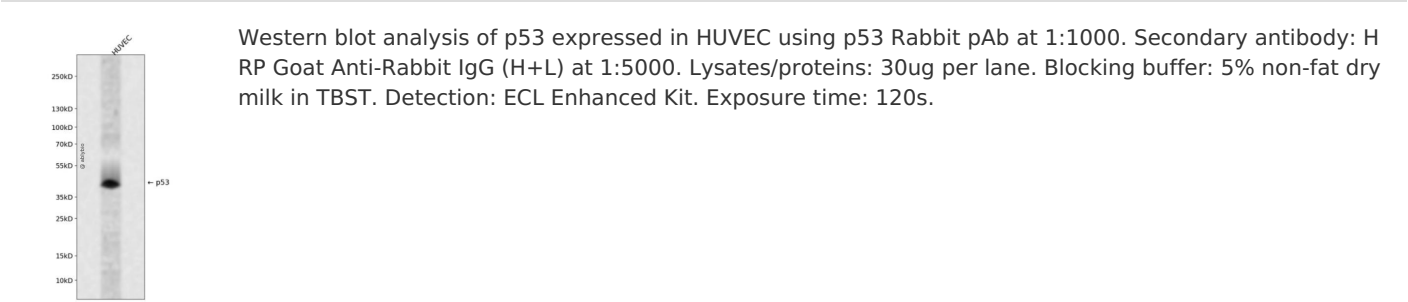 HUVEC
Western blot analysis of p53 expressed in HUVEC using p53 Rabbit pAb at 1:1000. Secondary antibody: H
RP Goat Anti-Rabbit IgG (H+L) at 1:5000. Lysates/proteins: 30ug per lane. Blocking buffer: 5% non-fat dry
milk in TBST. Detection: ECL Enhanced Kit. Exposure time: 120s.
250kD
130kD
100kD
70kD
55kD
← p53
35kD
25kD
15kD
10kD